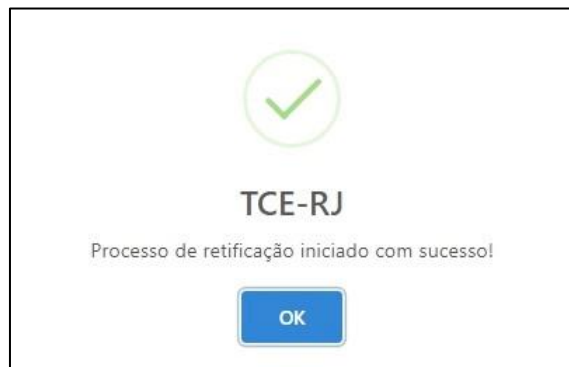 TCE-RJ
Processo de retificação iniciado com sucesso!
OK